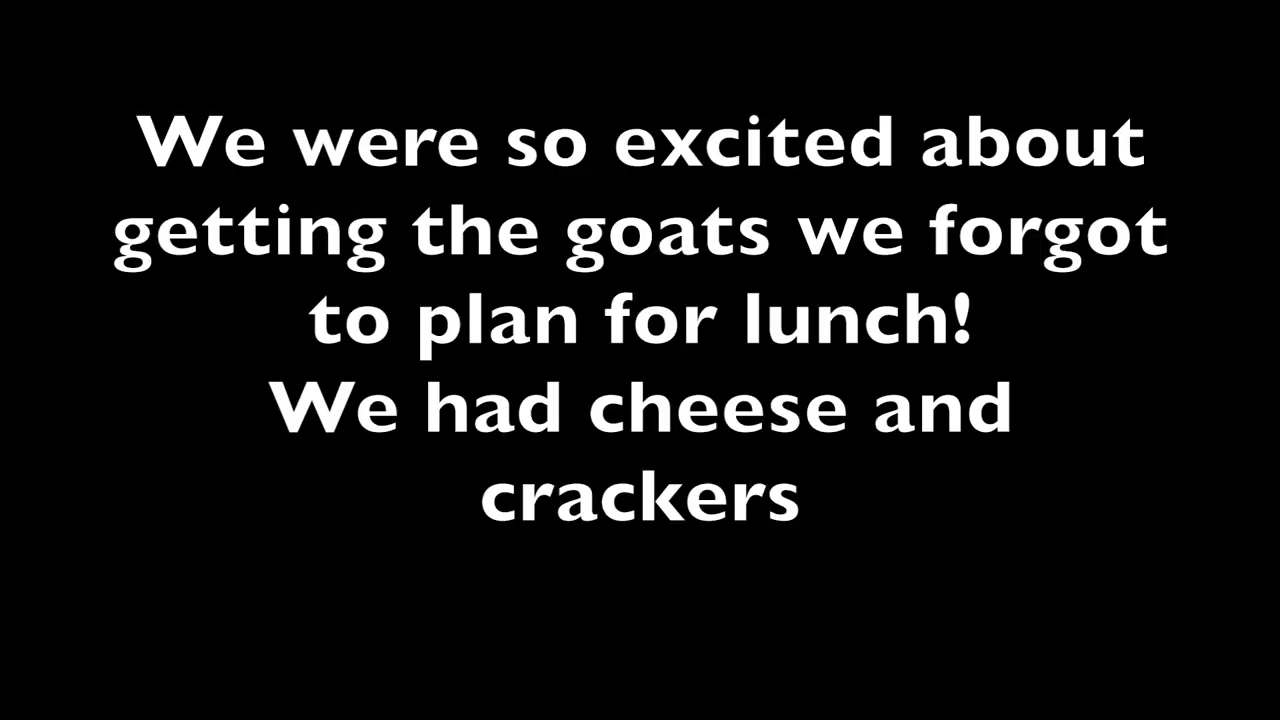 We were so excited about
getting the goats we forgot
to plan for lunch!
We had cheese and
crackers